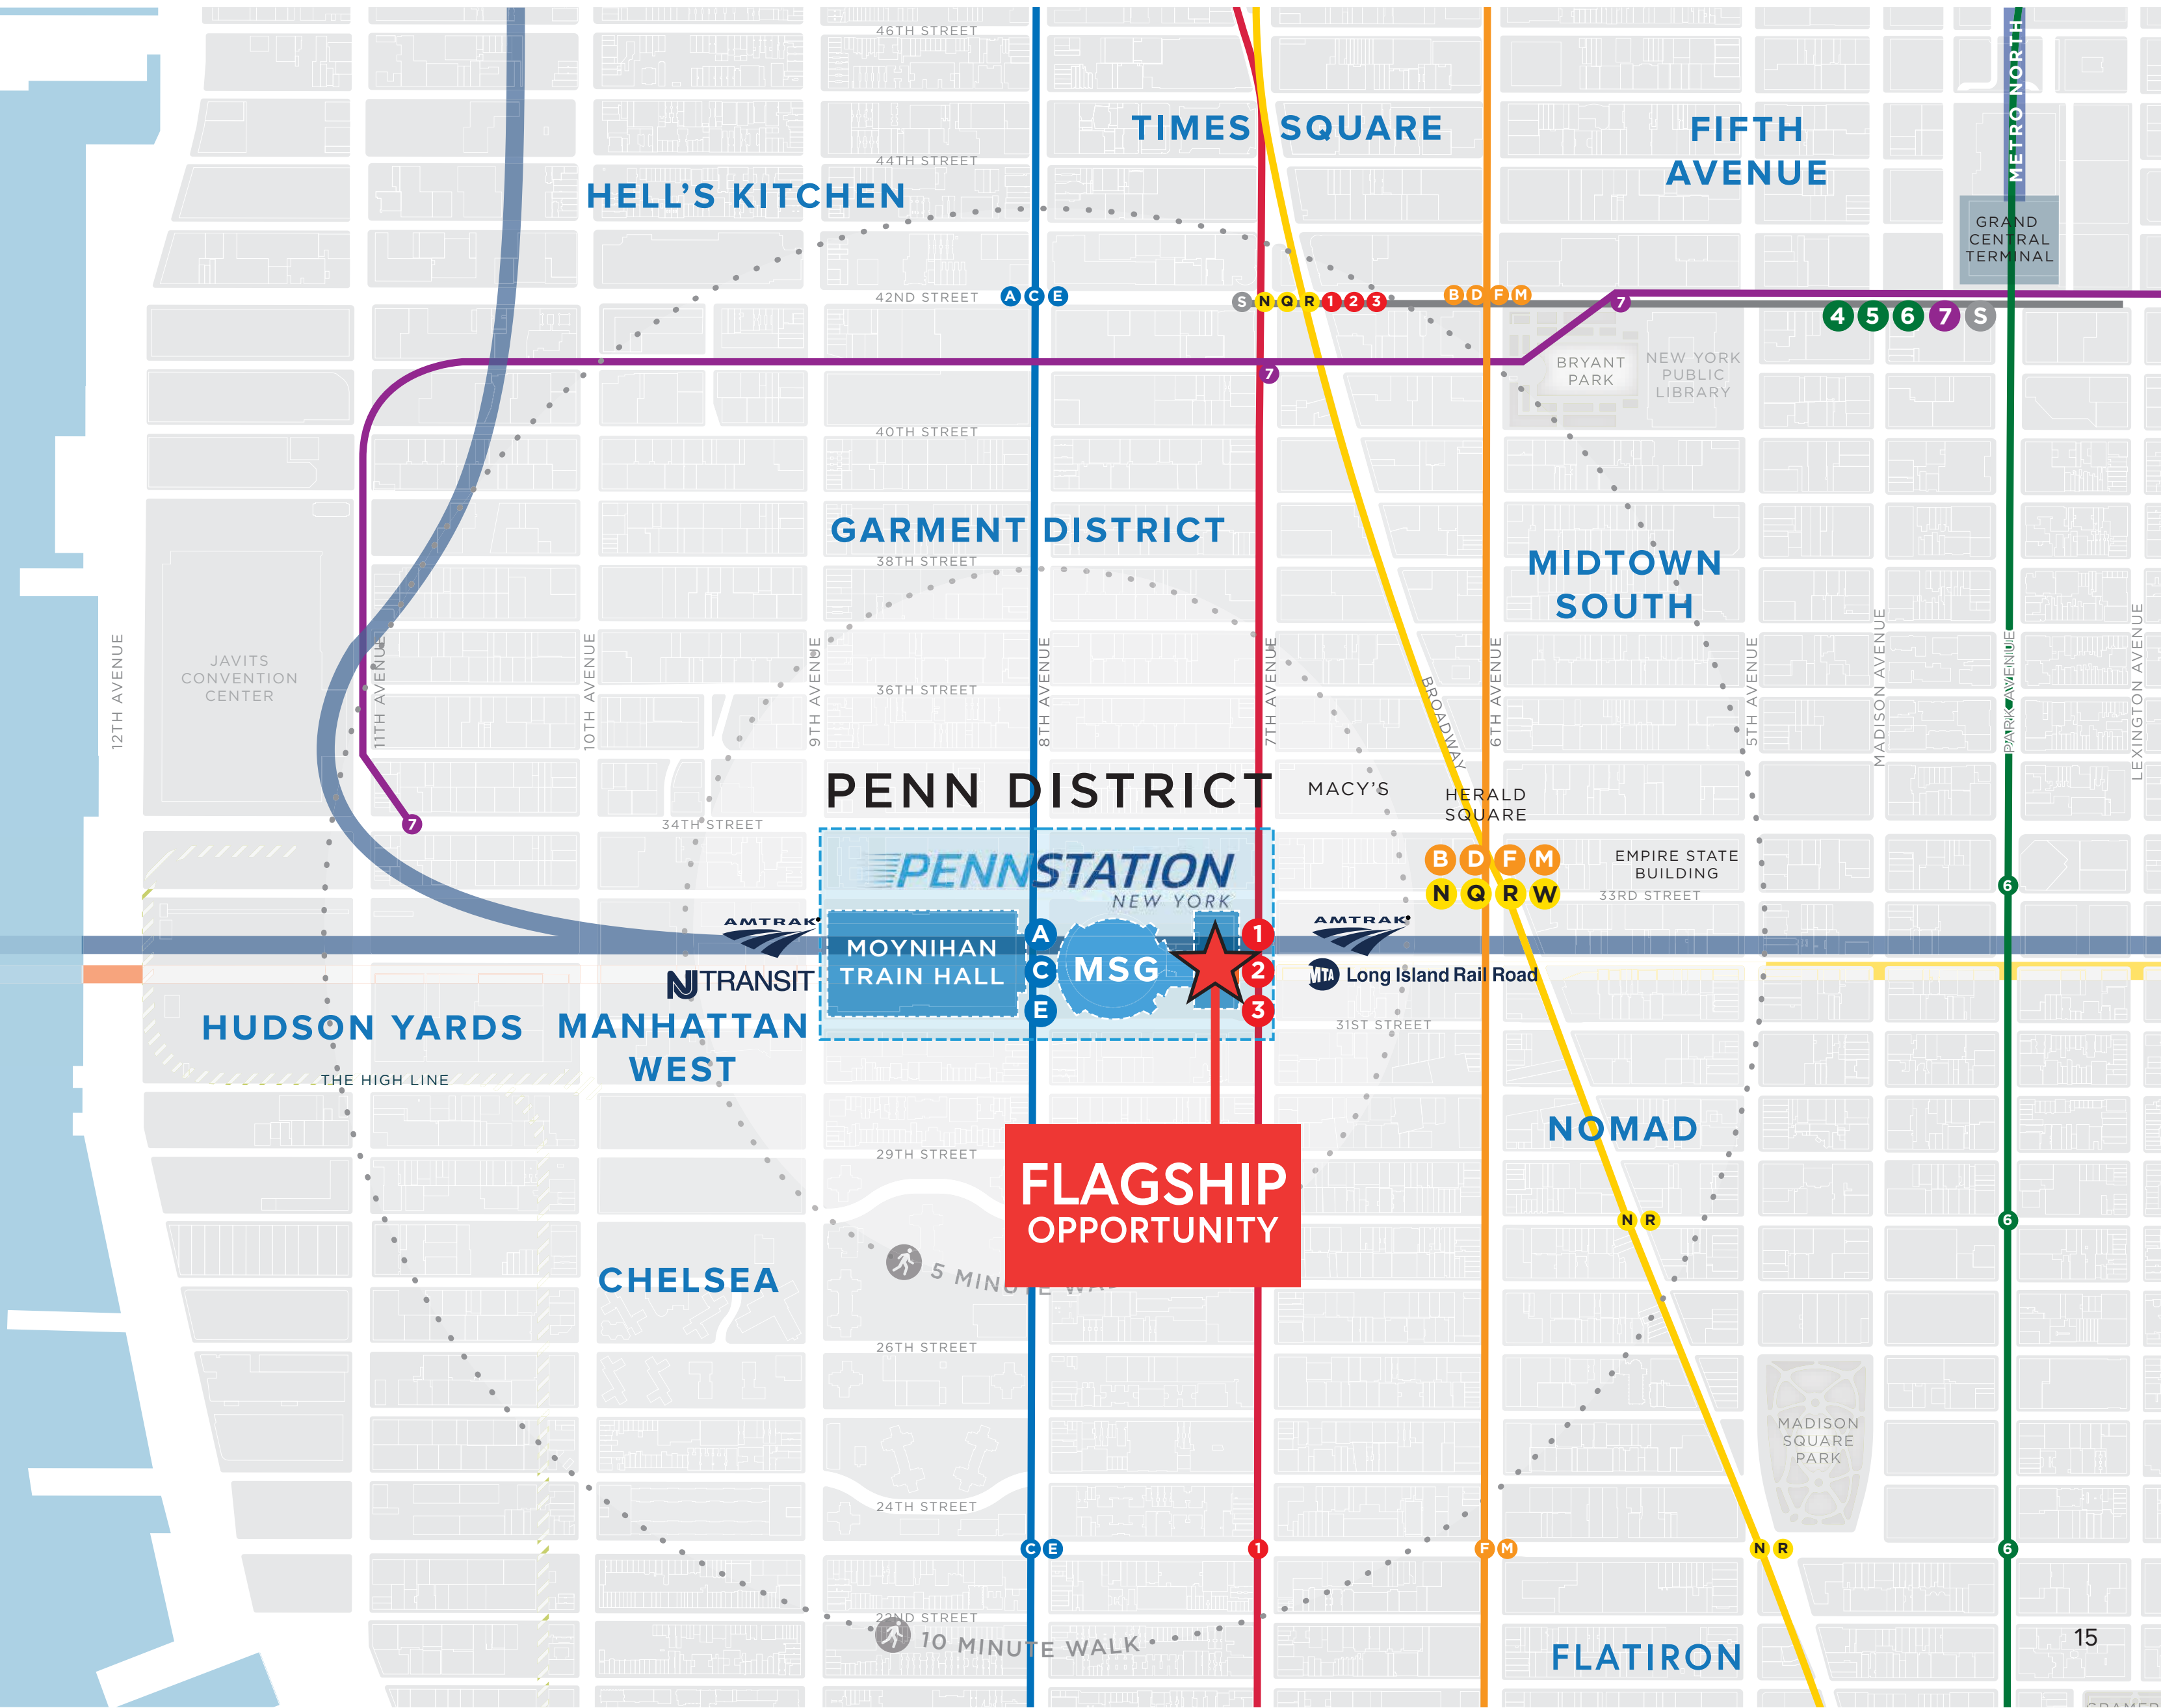 46TH STREET
METRO NORTH
TIMES SQUARE
FIFTH
AVENUE
44TH STREET
HELL'S KITCHEN
GRAND
CENTRAL
TERMINAL
42ND STREET
A C E
S N Q R 1 2 3
B D F M
7
4 5 6 7 S
7
BRYANT
PARK
NEW YORK
PUBLIC
LIBRARY
40TH STREET
GARMENT DISTRICT
38TH STREET
MIDTOWN
SOUTH
JAVITS
CONVENTION
CENTER
12TH AVENUE
11TH AVENUE
10TH AVENUE
9TH AVENUE
8TH AVENUE
7TH AVENUE
BROADWAY
6TH AVENUE
5TH AVENUE
MADISON AVENUE
PARK AVENUE
LEXINGTON AVENUE
36TH STREET
PENN DISTRICT
MACY'S
HERALD
SQUARE
7
34TH STREET
PENNSTATION
NEW YORK
B D F M
N Q R W
EMPIRE STATE
BUILDING
33RD STREET
6
AMTRAK
NJ TRANSIT
MOYNIHAN
TRAIN HALL
A
C
E
MSG
1
2
3
AMTRAK
MTA Long Island Rail Road
31ST STREET
HUDSON YARDS
MANHATTAN
WEST
THE HIGH LINE
NOMAD
29TH STREET
FLAGSHIP
OPPORTUNITY
N R
6
CHELSEA
5 MINUTE WALK
26TH STREET
MADISON
SQUARE
PARK
24TH STREET
C E
1
F M
N R
6
22ND STREET
10 MINUTE WALK
FLATIRON
15